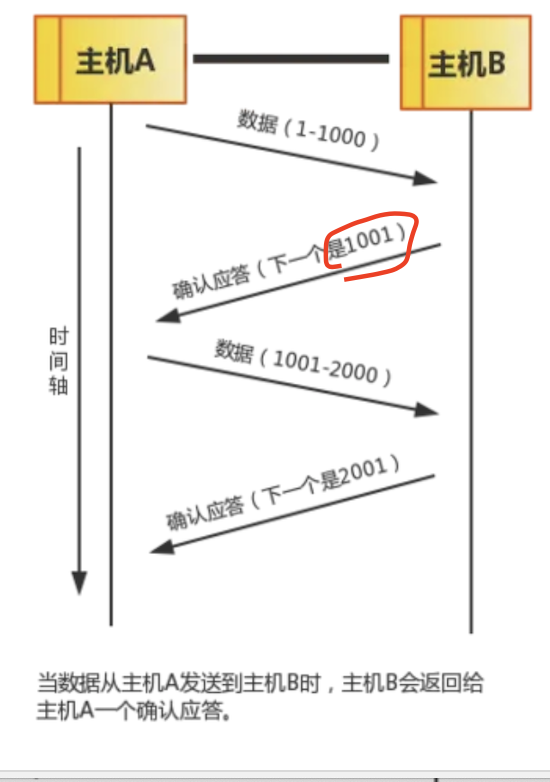 主机A
主机B
数据（1-1000）
确认应答（下一个是1001）
数据（1001-2000）
确认应答（下一个是2001）
时间轴
当数据从主机A发送到主机B时，主机B会返回给
主机A一个确认应答。